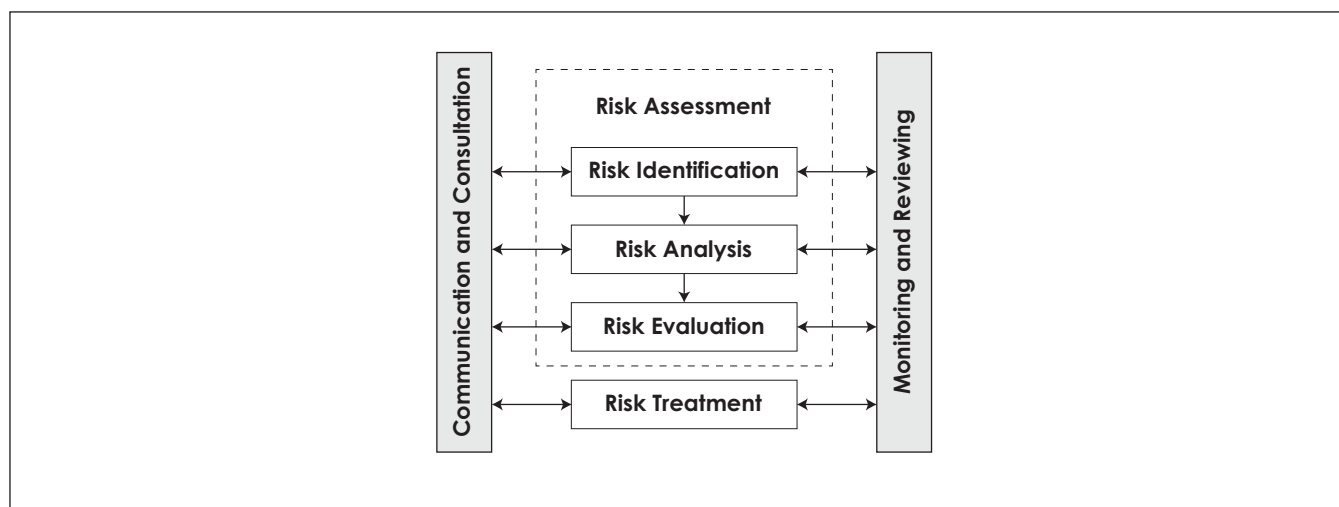 Communication and Consultation
Risk Assessment
Risk Identification
Risk Analysis
Risk Evaluation
Risk Treatment
Monitoring and Reviewing